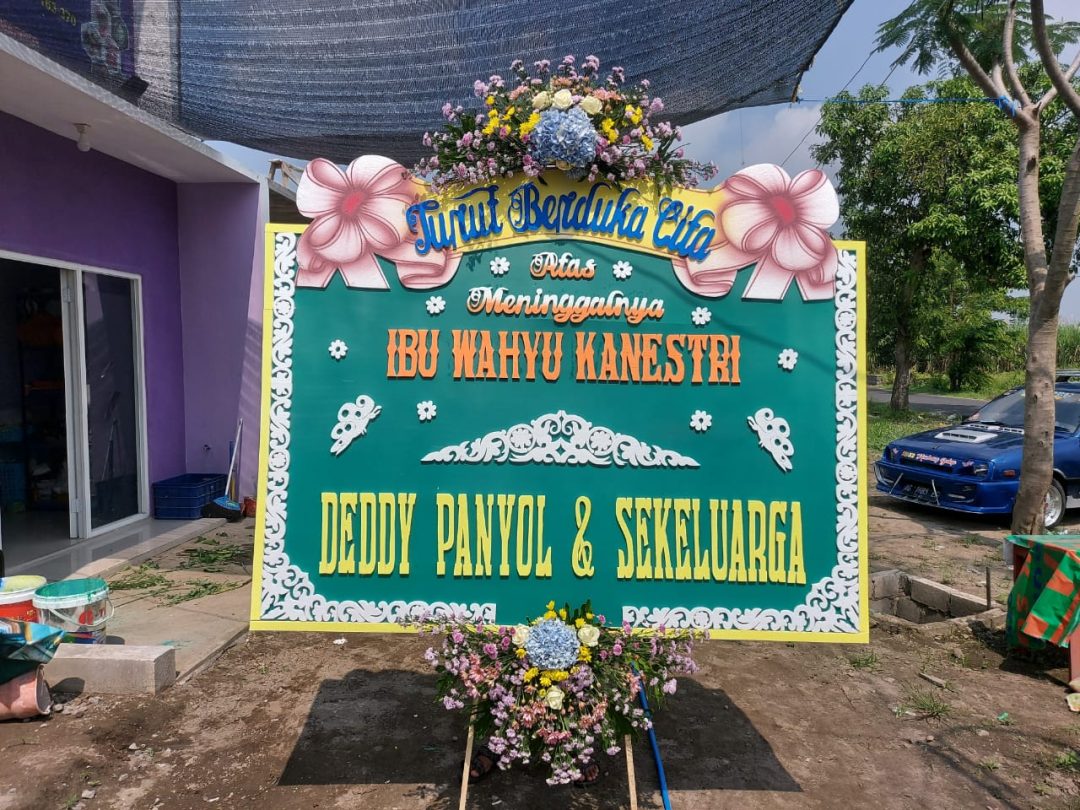 Turut Berduka Cita
Atas
Meninggalnya
IBU WAHYU KANESTRI
DEDDY PANYOL & SEKELUARGA